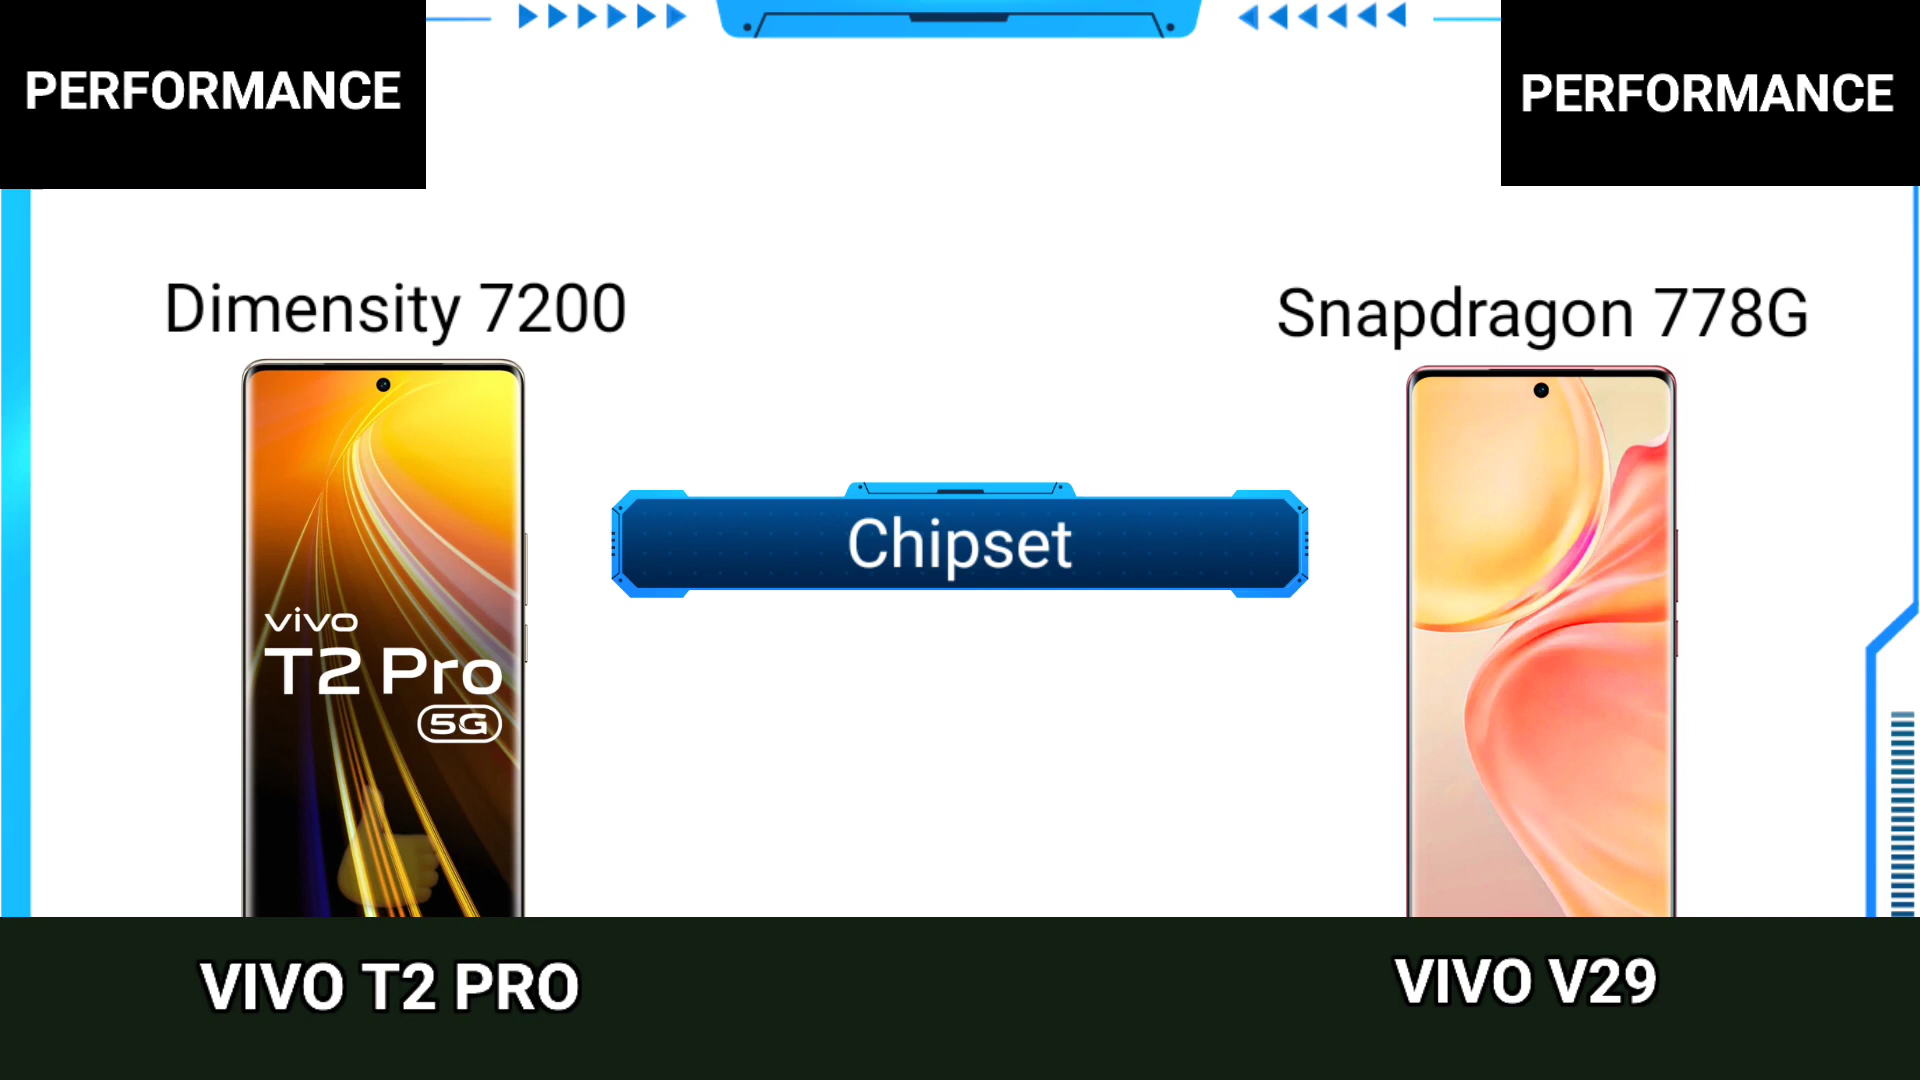 PERFORMANCE
PERFORMANCE
Dimensity 7200
Snapdragon 778G
Chipset
vivo
T2 Pro
5G
VIVO T2 PRO
VIVO V29